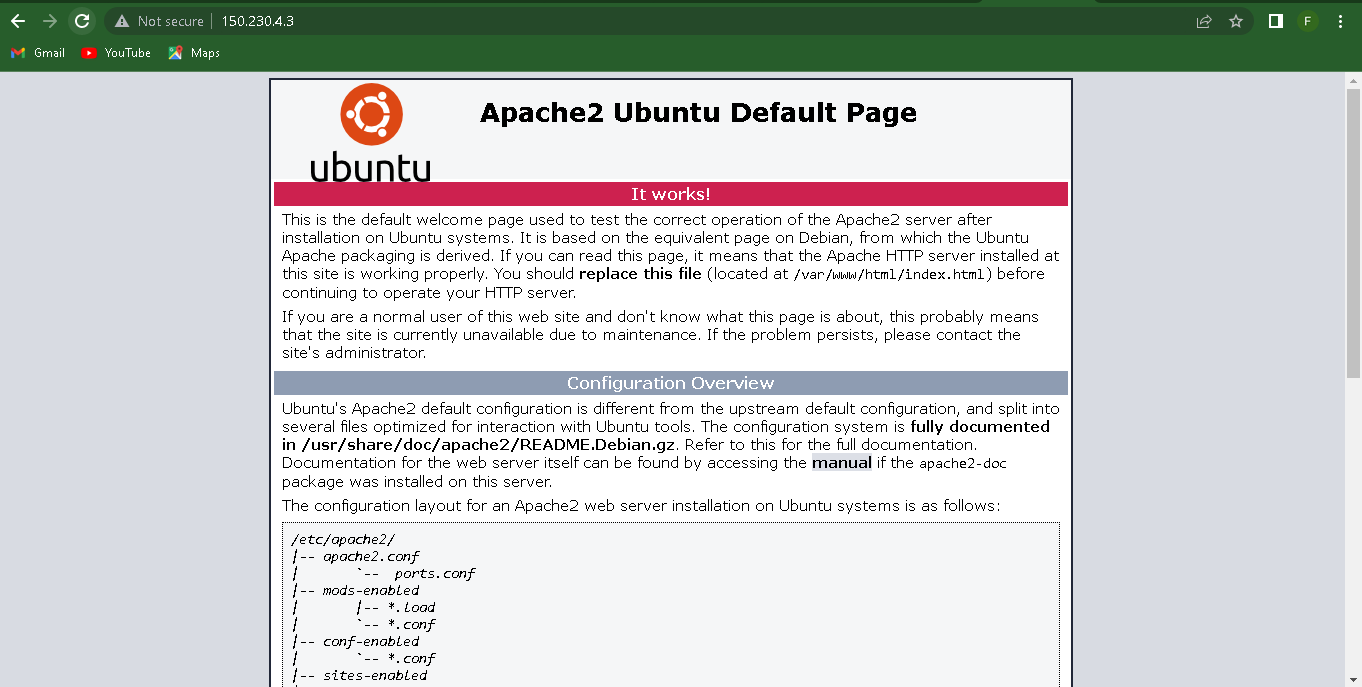 Not secure | 150.230.4.3
F
Gmail YouTube Maps
ubuntu
Apache2 Ubuntu Default Page
It works!
This is the default welcome page used to test the correct operation of the Apache2 server after
installation on Ubuntu systems. It is based on the equivalent page on Debian, from which the Ubuntu
Apache packaging is derived. If you can read this page, it means that the Apache HTTP server installed at
this site is working properly. You should replace this file (located at /var/www/html/index.html) before
continuing to operate your HTTP server.
If you are a normal user of this web site and don't know what this page is about, this probably means
that the site is currently unavailable due to maintenance. If the problem persists, please contact the
site's administrator.
Configuration Overview
Ubuntu's Apache2 default configuration is different from the upstream default configuration, and split into
several files optimized for interaction with Ubuntu tools. The configuration system is fully documented
in /usr/share/doc/apache2/README.Debian.gz. Refer to this for the full documentation.
Documentation for the web server itself can be found by accessing the manual if the apache2-doc
package was installed on this server.
The configuration layout for an Apache2 web server installation on Ubuntu systems is as follows:
/etc/apache2/
|-- apache2.conf
|       `--  ports.conf
|-- mods-enabled
|       |-- *.load
|       `-- *.conf
|-- conf-enabled
|       `-- *.conf
|-- sites-enabled